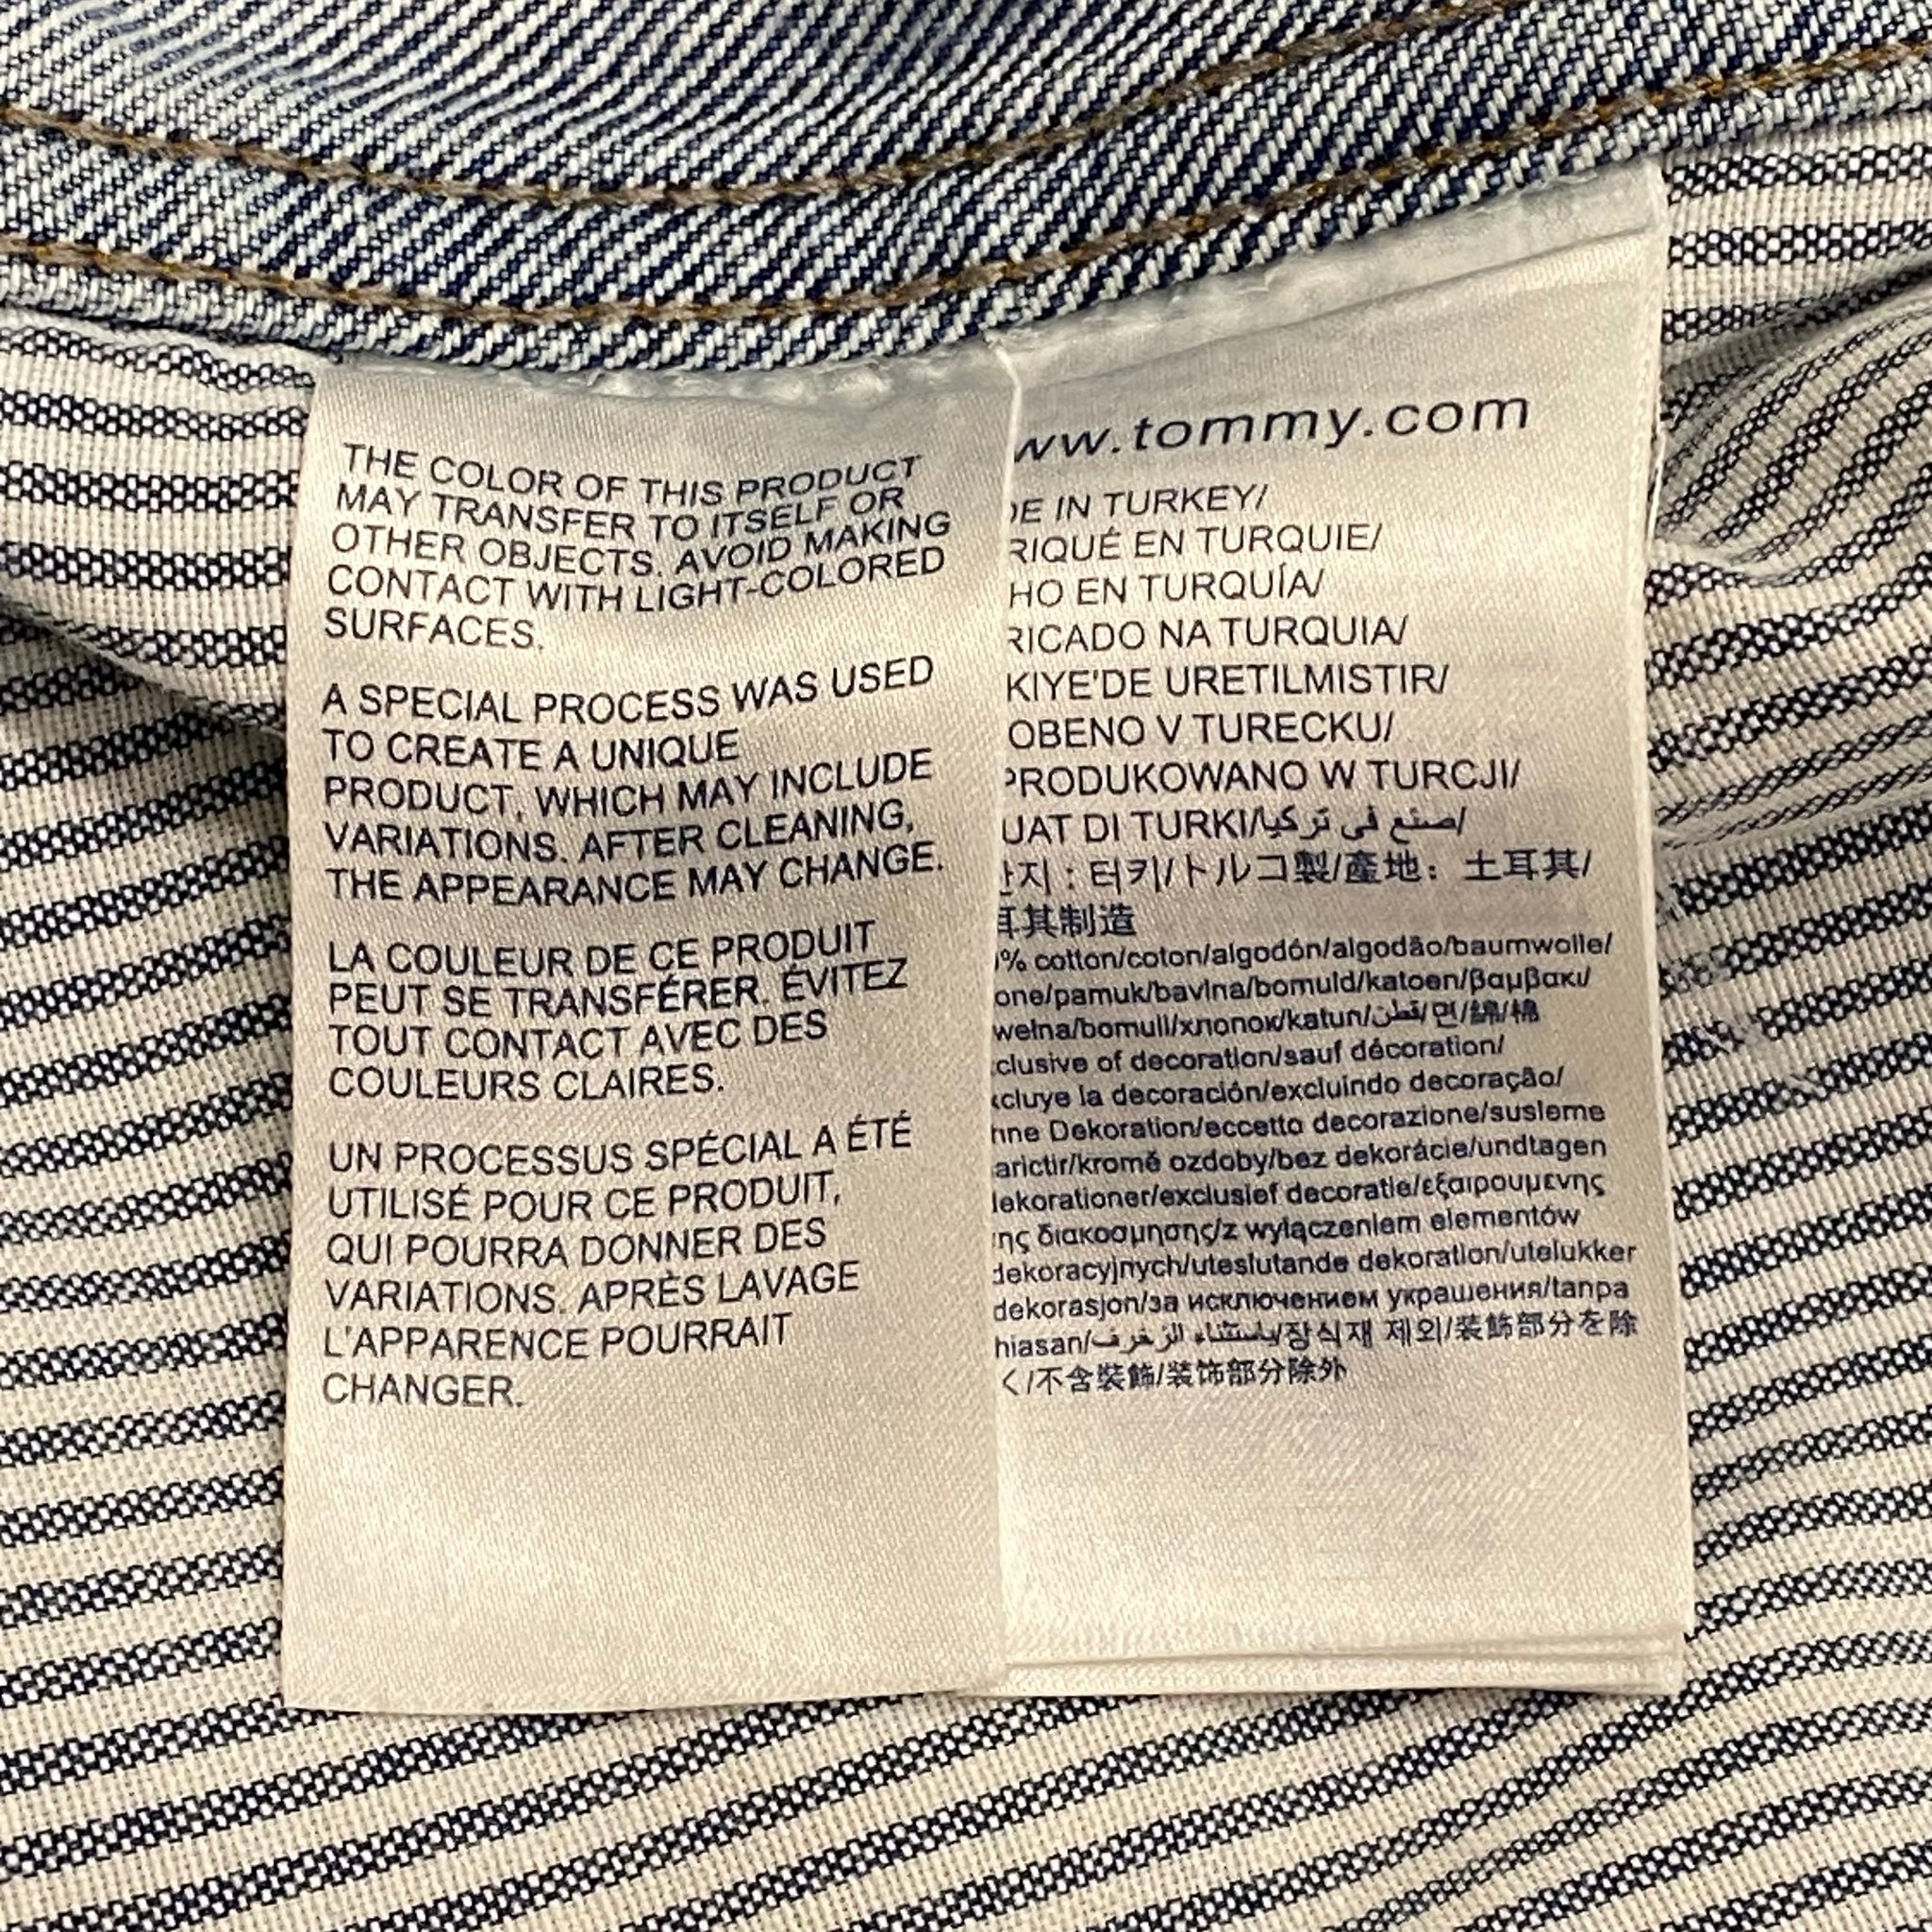 THE COLOR OF THIS PRODUCT
MAY TRANSFER TO ITSELF OR
OTHER OBJECTS. AVOID MAKING
CONTACT WITH LIGHT-COLORED
SURFACES.
A SPECIAL PROCESS WAS USED
TO CREATE A UNIQUE
PRODUCT, WHICH MAY INCLUDE
VARIATIONS. AFTER CLEANING,
THE APPEARANCE MAY CHANGE.
LA COULEUR DE CE PRODUIT
PEUT SE TRANSFÉRER. ÉVITEZ
TOUT CONTACT AVEC DES
COULEURS CLAIRES.
UN PROCESSUS SPÉCIAL A ÉTÉ
UTILISÉ POUR CE PRODUIT,
QUI POURRA DONNER DES
VARIATIONS. APRÈS LAVAGE
L'APPARENCE POURRAIT
CHANGER.
ww.tommy.com
DE IN TURKEY/
RIQUÉ EN TURQUIE/
HO EN TURQUÍA/
RICADO NA TURQUIA/
KIYE'DE URETILMISTIR/
OBENO V TURECKU/
PRODUKOWANO W TURCJI/
UAT DI TURKI/صنع في تركيا/
산지 : 터키/トルコ製/產地: 土耳其/
耳其制造
% cotton/coton/algodón/algodão/baumwolle/
one/pamuk/bavlna/bomuld/katoen/βαμβακι/
wełna/bomull/хлопок/katun/قطن/면/綿/棉
clusive of decoration/sauf décoration/
cluye la decoración/excluindo decoração/
hne Dekoration/eccetto decorazione/susleme
arictir/kromě ozdoby/bez dekorácie/undtagen
dekorationer/exclusief decoratie/εξαιρουμενης
της διακοσμησης/z wyłączeniem elementów
dekoracyjnych/uteslutande dekoration/utelukker
dekorasjon/за исключением украшения/tanpa
hiasan/باستثناء الزخرف/장식재 제외/装飾部分を除
く/不含裝飾/装饰部分除外